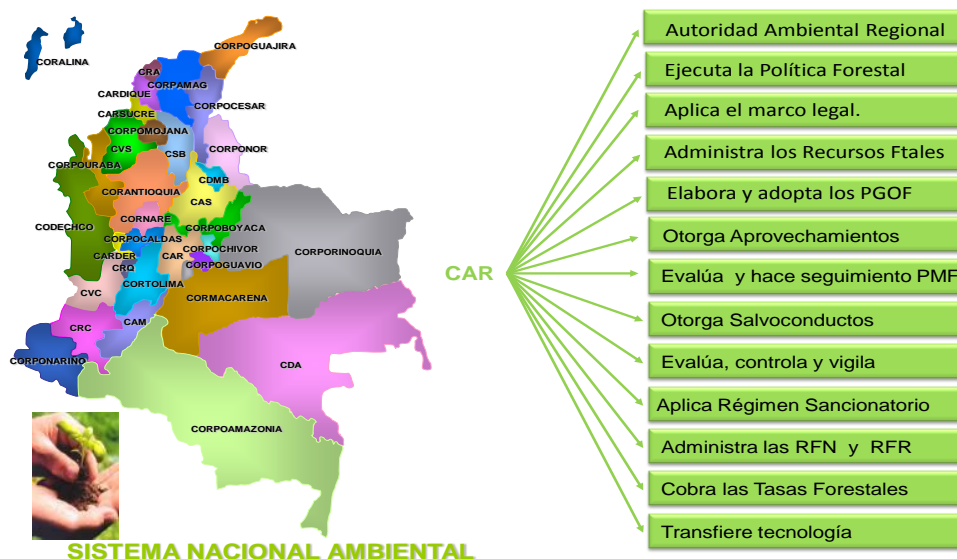 CORALINA
CORPOGUAJIRA
CRA
CORPAMAG
CARDIQUE
CORPOCESAR
CARSUCRE
CORPOMOJANA
CVS
CSB
CORPONOR
CORPOURABA
CDMB
CORANTIOQUIA
CAS
CORNARE
CODECHCO
CORPOBOYACA
CORPOCALDAS
CORPOCHIVOR
CORPORINOQUIA
CARDER
CAR
CRQ
CORPOGUAVIO
CORTOLIMA
CVC
CORMACARENA
CAM
CRC
CORPONARIÑO
CDA
CORPOAMAZONIA
SISTEMA NACIONAL AMBIENTAL
CAR
Autoridad Ambiental Regional
Ejecuta la Política Forestal
Aplica el marco legal.
Administra los Recursos Ftales
Elabora y adopta los PGOF
Otorga Aprovechamientos
Evalúa y hace seguimiento PMF
Otorga Salvoconductos
Evalúa, controla y vigila
Aplica Régimen Sancionatorio
Administra las RFN y RFR
Cobra las Tasas Forestales
Transfiere tecnología